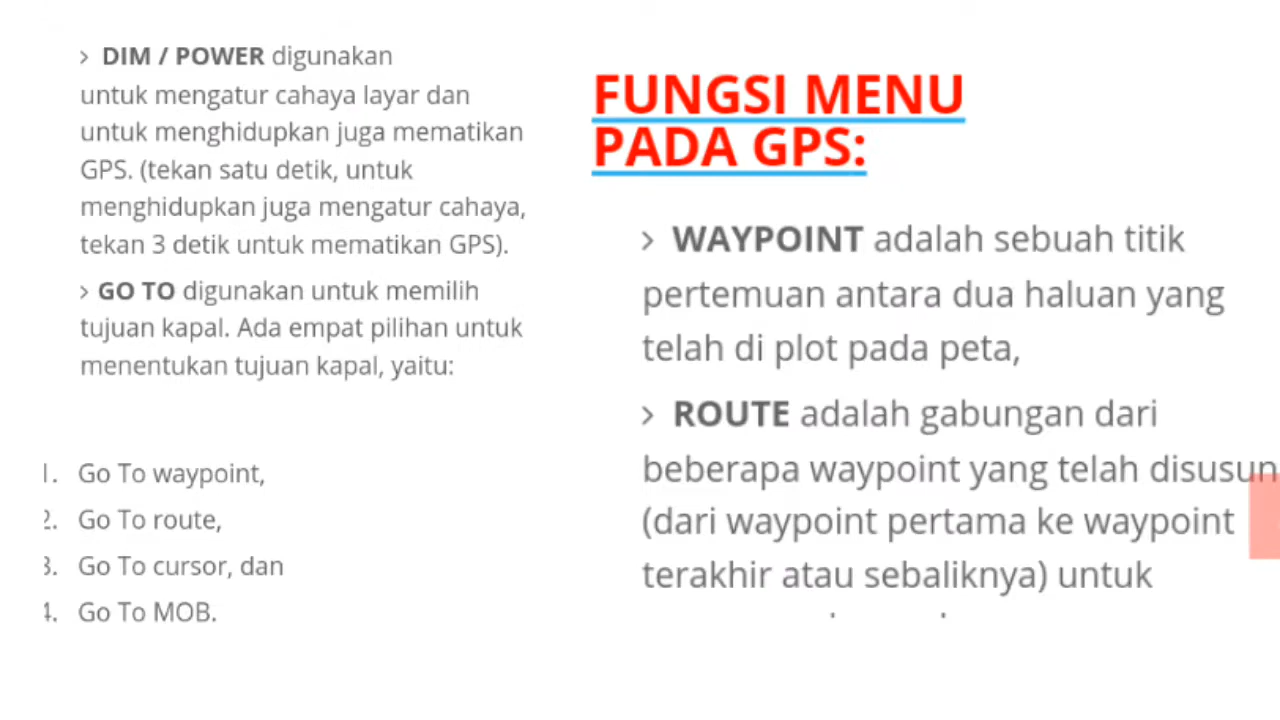 > DIM / POWER digunakan
untuk mengatur cahaya layar dan
untuk menghidupkan juga mematikan
GPS. (tekan satu detik, untuk
menghidupkan juga mengatur cahaya,
tekan 3 detik untuk mematikan GPS).
> GO TO digunakan untuk memilih
tujuan kapal. Ada empat pilihan untuk
menentukan tujuan kapal, yaitu:
1. Go To waypoint,
2. Go To route,
3. Go To cursor, dan
4. Go To MOB.
FUNGSI MENU
PADA GPS:
> WAYPOINT adalah sebuah titik
pertemuan antara dua haluan yang
telah di plot pada peta,
> ROUTE adalah gabungan dari
beberapa waypoint yang telah disusun
(dari waypoint pertama ke waypoint
terakhir atau sebaliknya) untuk